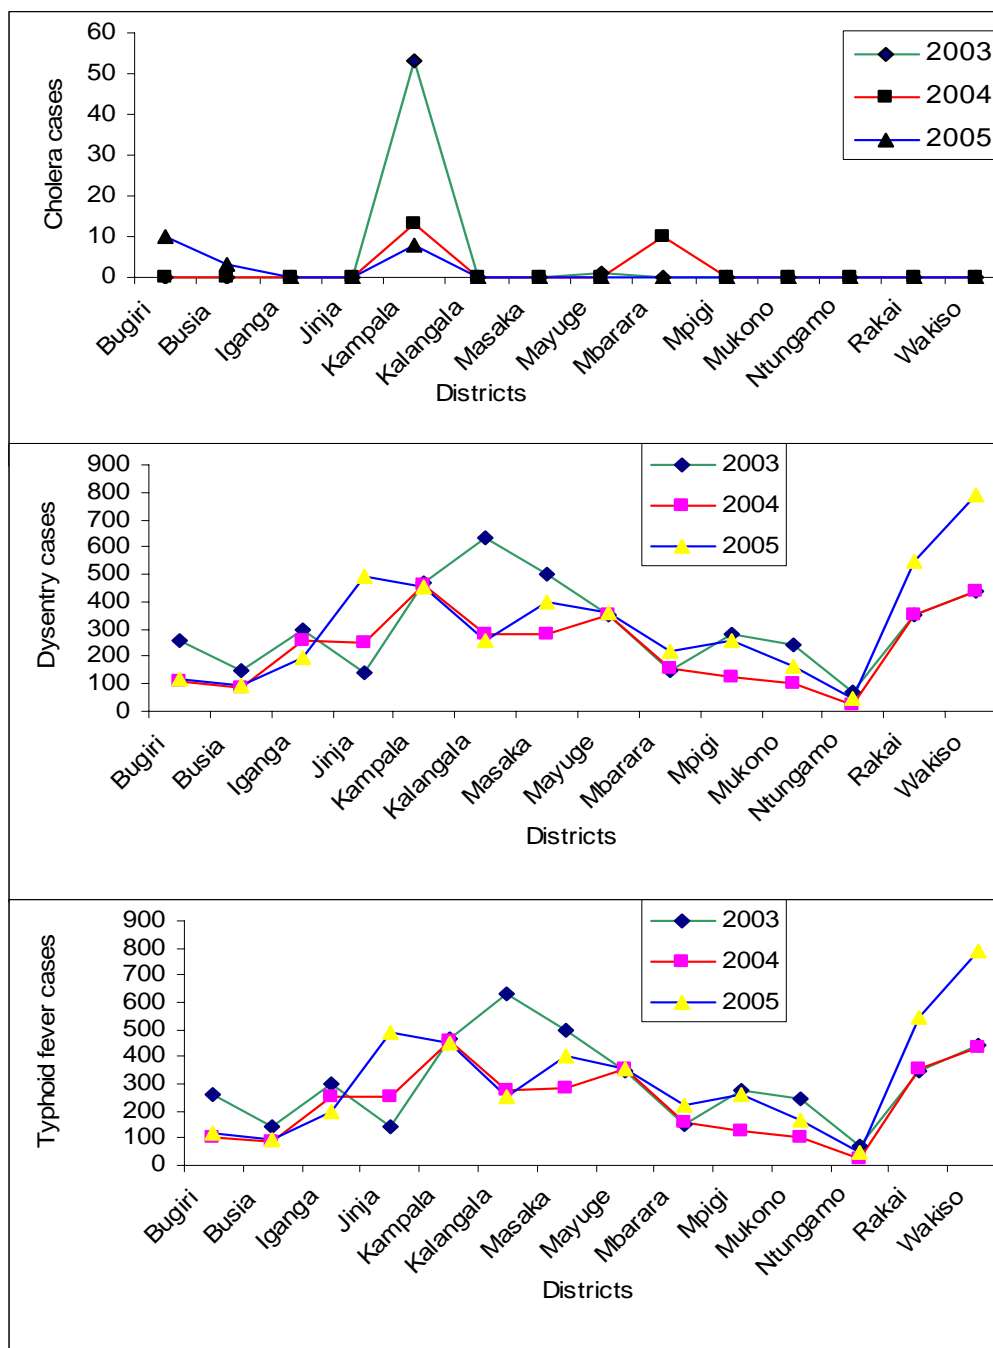 60
50
40
30
20
10
0
Cholera cases
2003
2004
2005
Bugiri
Busia
Iganga
Jinja
Kampala
Kalangala
Masaka
Mayuge
Mbarara
Mpigi
Mukono
Ntungamo
Rakai
Wakiso
Districts
900
800
700
600
500
400
300
200
100
0
Dysentry cases
2003
2004
2005
Bugiri
Busia
Iganga
Jinja
Kampala
Kalangala
Masaka
Mayuge
Mbarara
Mpigi
Mukono
Ntungamo
Rakai
Wakiso
Districts
900
800
700
600
500
400
300
200
100
0
Typhoid fever cases
2003
2004
2005
Bugiri
Busia
Iganga
Jinja
Kampala
Kalangala
Masaka
Mayuge
Mbarara
Mpigi
Mukono
Ntungamo
Rakai
Wakiso
Districts